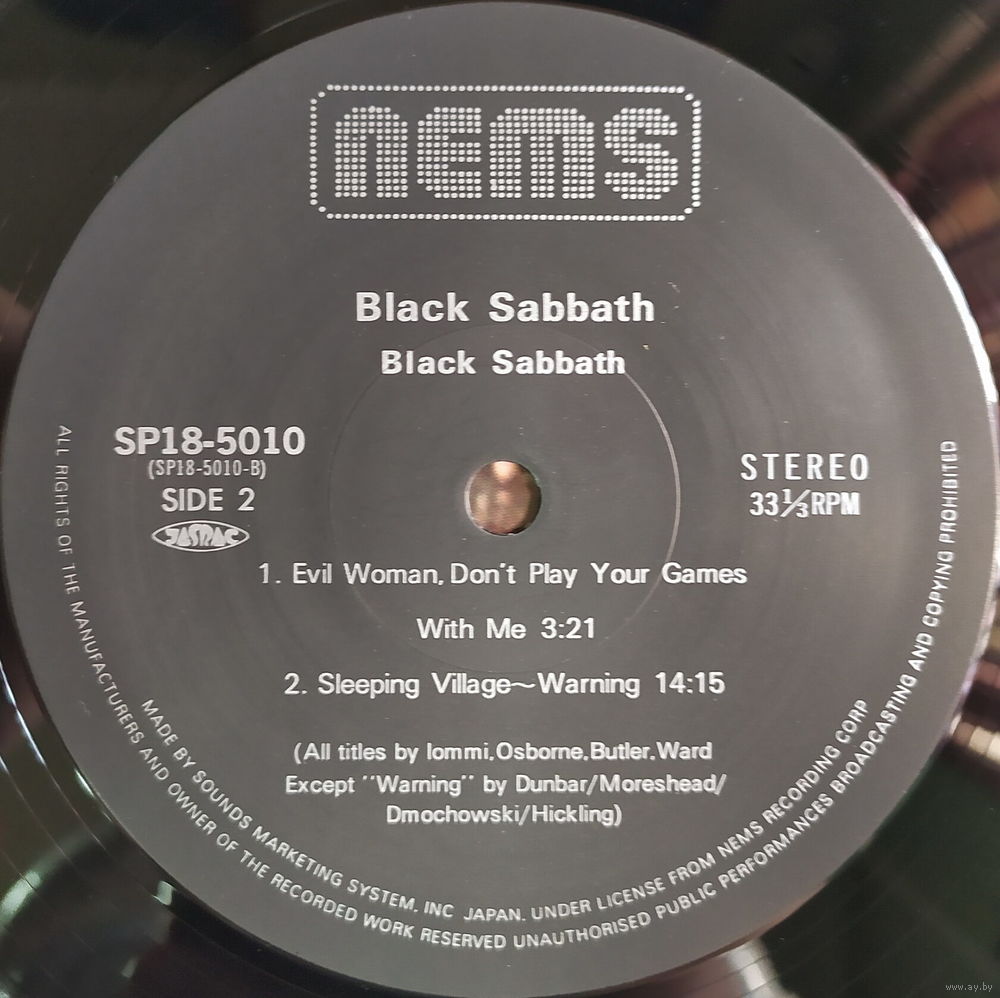 nems
Black Sabbath
Black Sabbath
SP18-5010
(SP18-5010-B)
SIDE 2
JASRAC
STEREO
33⅓RPM
1. Evil Woman, Don't Play Your Games
With Me 3:21
2. Sleeping Village~Warning 14:15
(All titles by Iommi, Osborne, Butler, Ward
Except "Warning" by Dunbar/Moreshead/
Dmochowski/Hickling)
MADE BY SOUNDS MARKETING SYSTEM, INC JAPAN. UNDER LICENSE FROM NEMS RECORDING CORP
ALL RIGHTS OF THE MANUFACTURERS AND OWNER OF THE RECORDED WORK RESERVED UNAUTHORISED PUBLIC PERFORMANCES BROADCASTING AND COPYING PROHIBITED
www.ay.by